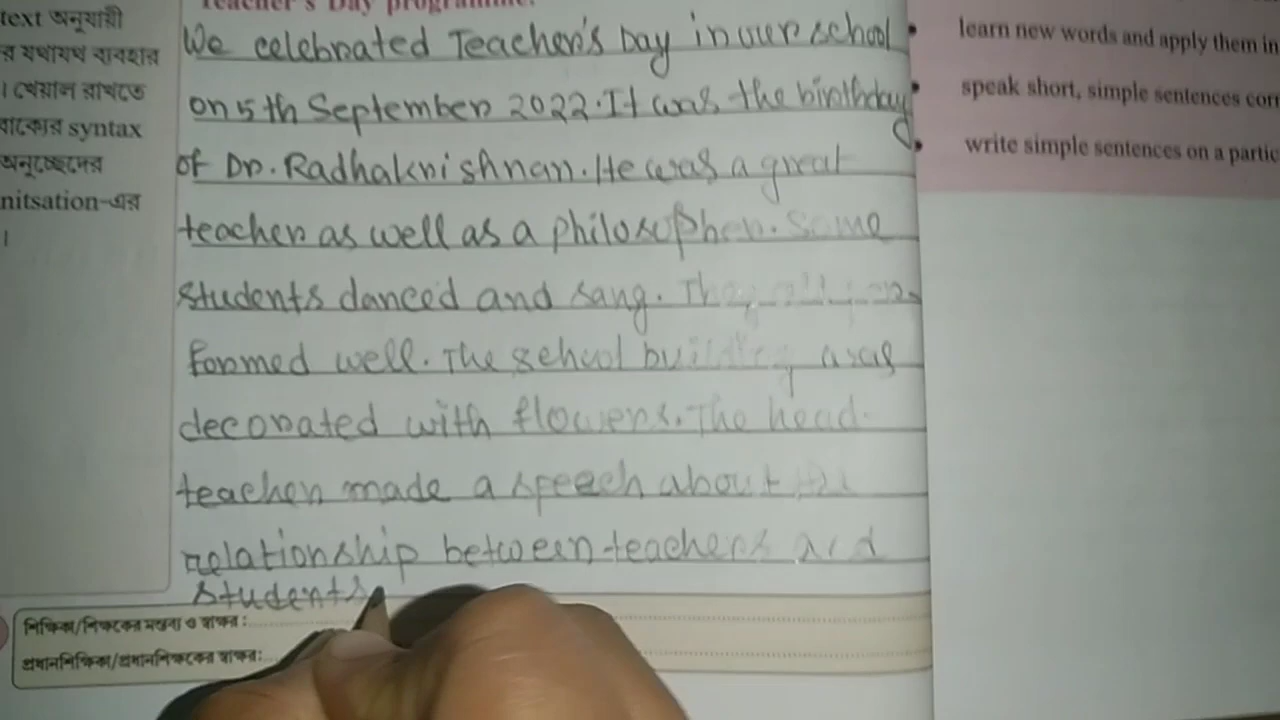 Teacher's Day programme.
text অনুযায়ী
র যথাযথ ব্যবহার
। খেয়াল রাখতে
বাক্যের syntax
অনুচ্ছেদের
nitsation-এর
।
We celebrated Teacher's Day in our school
on 5th September 2022. It was the birthday
of Dr. Radhakrishnan. He was a great
teacher as well as a philosopher. Some
students danced and sang. They all per
formed well. The school building was
decorated with flowers. The head
teacher made a speech about the
relationship between teachers and
students
learn new words and apply them in
speak short, simple sentences corr
write simple sentences on a partic
শিক্ষিকা/শিক্ষকের মন্তব্য ও স্বাক্ষর :
প্রধানশিক্ষিকা/প্রধানশিক্ষকের স্বাক্ষর: